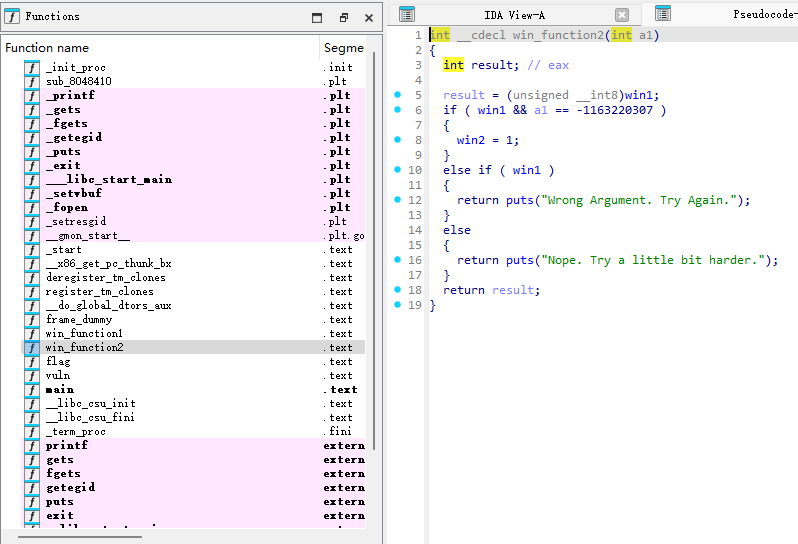 Functions
Function name Segme
_init_proc .init
sub_8048410 .plt
_printf .plt
_gets .plt
_fgets .plt
_getegid .plt
_puts .plt
_exit .plt
___libc_start_main .plt
_setvbuf .plt
_fopen .plt
_setresgid .plt
__gmon_start__ .plt.go
_start .text
__x86_get_pc_thunk_bx .text
deregister_tm_clones .text
register_tm_clones .text
__do_global_dtors_aux .text
frame_dummy .text
win_function1 .text
win_function2 .text
flag .text
vuln .text
main .text
__libc_csu_init .text
__libc_csu_fini .text
_term_proc .fini
printf extern
gets extern
fgets extern
getegid extern
puts extern
exit extern
IDA View-A Pseudocode-
1 int __cdecl win_function2(int a1)
2 {
3 int result; // eax
4
5 result = (unsigned __int8)win1;
6 if ( win1 && a1 == -1163220307 )
7 {
8 win2 = 1;
9 }
10 else if ( win1 )
11 {
12 return puts("Wrong Argument. Try Again.");
13 }
14 else
15 {
16 return puts("Nope. Try a little bit harder.");
17 }
18 return result;
19 }